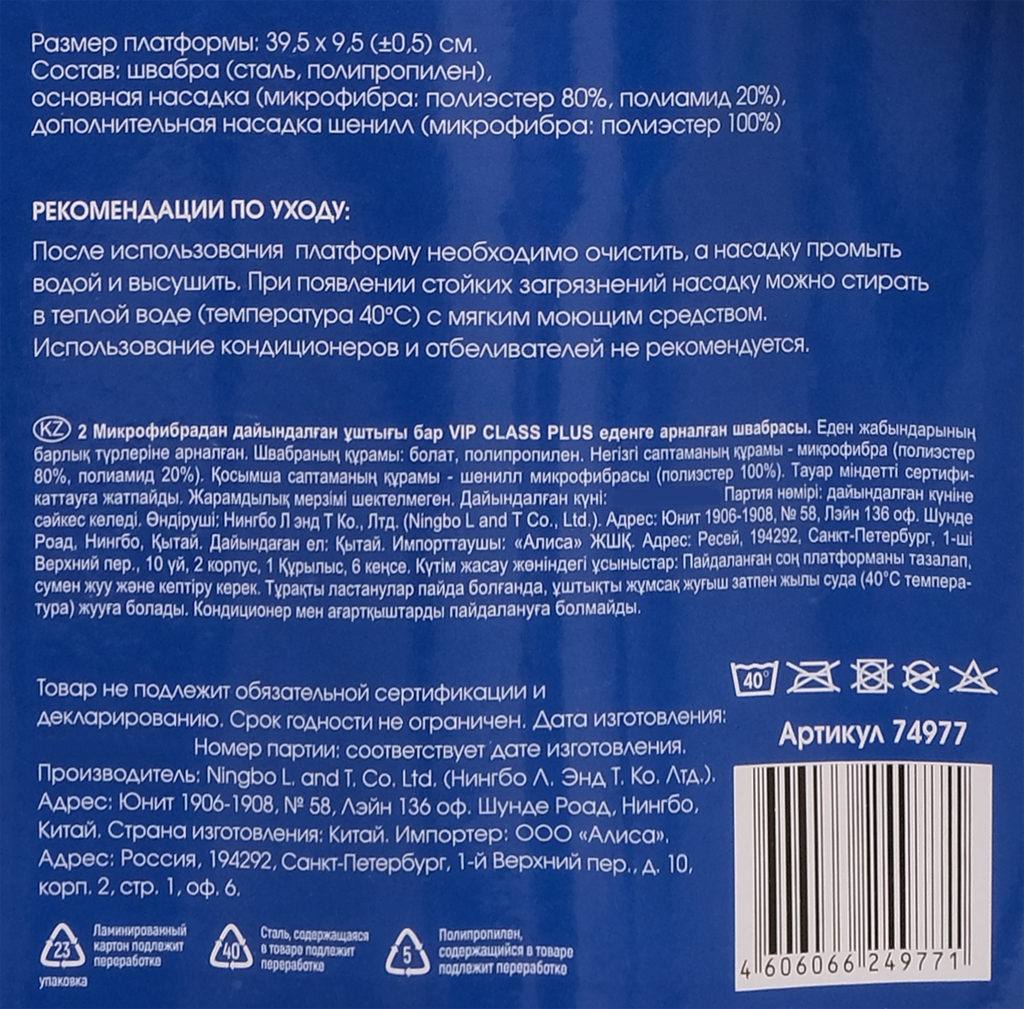 Размер платформы: 39,5 х 9,5 (±0,5) см.
Состав: швабра (сталь, полипропилен),
основная насадка (микрофибра: полиэстер 80%, полиамид 20%),
дополнительная насадка шенилл (микрофибра: полиэстер 100%)
РЕКОМЕНДАЦИИ ПО УХОДУ:
После использования платформу необходимо очистить, а насадку промыть
водой и высушить. При появлении стойких загрязнений насадку можно стирать
в теплой воде (температура 40°С) с мягким моющим средством.
Использование кондиционеров и отбеливателей не рекомендуется.
KZ 2 Микрофибрадан дайындалған ұштығы бар VIP CLASS PLUS еденге арналған швабрасы. Еден жабындарының
барлық түрлеріне арналған. Швабраның құрамы: болат, полипропилен. Негізгі саптаманың құрамы - микрофибра (полиэстер
80%, полиамид 20%). Қосымша саптаманың құрамы - шенилл микрофибрасы (полиэстер 100%). Тауар міндетті сертифи-
каттауға жатпайды. Жарамдылық мерзімі шектелмеген. Дайындалған күні: Партия нөмірі: дайындалған күніне
сәйкес келеді. Өндіруші: Нингбо Л энд Т Ко., Лтд. (Ningbo L and T Co., Ltd.). Адрес: Юнит 1906-1908, № 58, Лэйн 136 оф. Шунде
Роад, Нингбо, Қытай. Дайындаған ел: Қытай. Импорттаушы: «Алиса» ЖШҚ. Адрес: Ресей, 194292, Санкт-Петербург, 1-ші
Верхний пер., 10 үй, 2 корпус, 1 Құрылыс, 6 кеңсе. Күтім жасау жөніндегі ұсыныстар: Пайдаланған соң платформаны тазалап,
сумен жуу және кептіру керек. Тұрақты ластанулар пайда болғанда, ұштықты жұмсақ жуғыш затпен жылы суда (40°С темпера-
тура) жууға болады. Кондиционер мен ағартқыштарды пайдалануға болмайды.
40°
Артикул 74977
Товар не подлежит обязательной сертификации и
декларированию. Срок годности не ограничен. Дата изготовления:
Номер партии: соответствует дате изготовления.
Производитель: Ningbo L. and T. Co. Ltd. (Нингбо Л. Энд Т. Ко. Лтд.).
Адрес: Юнит 1906-1908, № 58, Лэйн 136 оф. Шунде Роад, Нингбо,
Китай. Страна изготовления: Китай. Импортер: ООО «Алиса».
Адрес: Россия, 194292, Санкт-Петербург, 1-й Верхний пер., д. 10,
корп. 2, стр. 1, оф. 6.
23
упаковка
Ламинированный
картон подлежит
переработке
40
Сталь, содержащаяся
в товаре подлежит
переработке
5
Полипропилен,
содержащийся в товаре
подлежит переработке
4 606066 249771